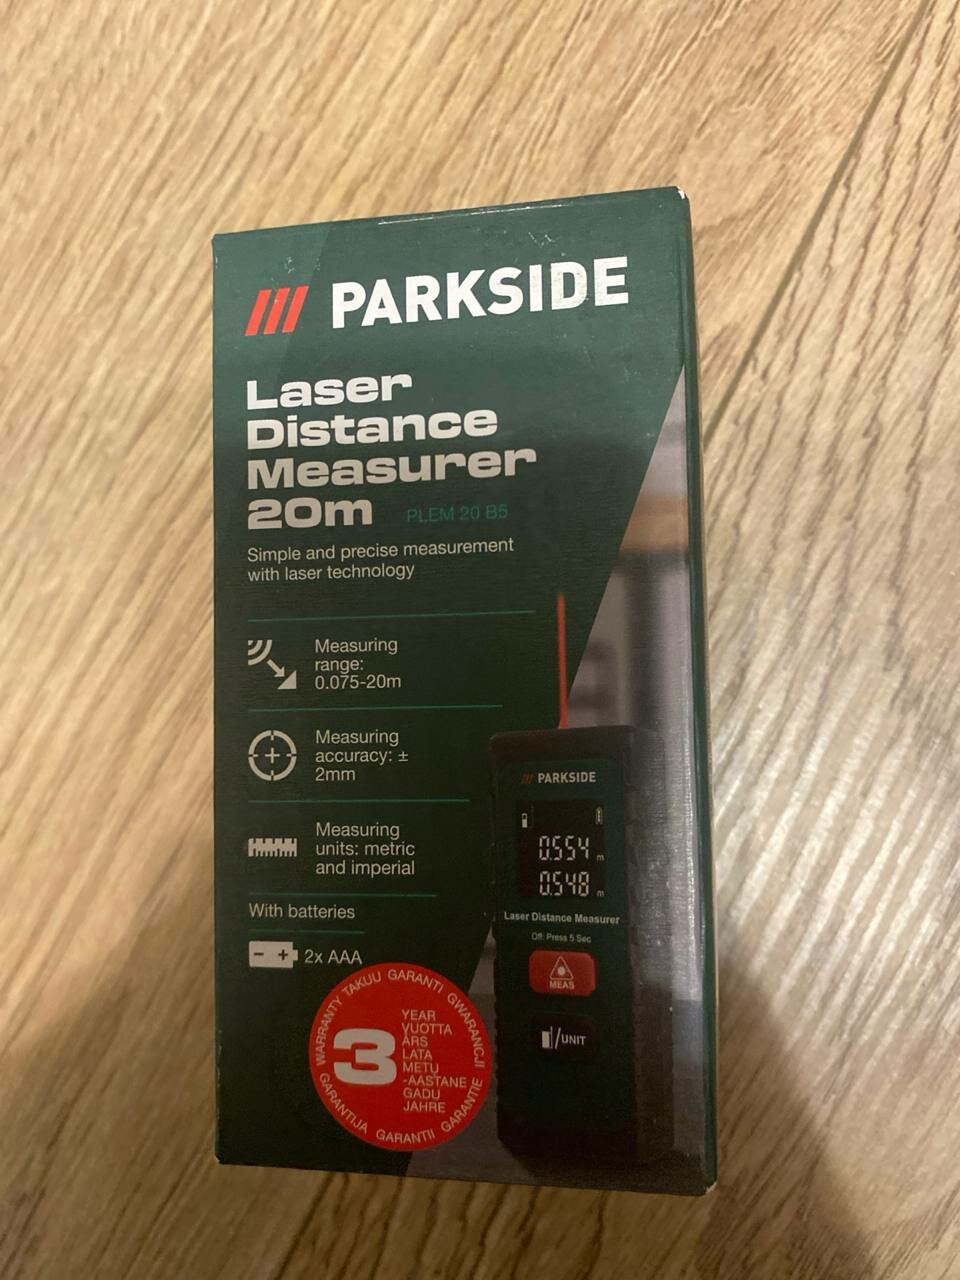 PARKSIDE
Laser
Distance
Measurer
20m PLEM 20 B5
Simple and precise measurement
with laser technology
Measuring
range:
0.075-20m
Measuring
accuracy: ±
2mm
Measuring
units: metric
and imperial
With batteries
2x AAA
WARRANTY TAKUU GARANTI GWARANCJI
GARANTIJA GARANTII GARANTIE
3
YEAR
VUOTTA
ÅRS
LATA
METŲ
-AASTANE
GADU
JAHRE
PARKSIDE
0.554 m
0.548 m
Laser Distance Measurer
Off: Press 5 Sec
MEAS
/UNIT